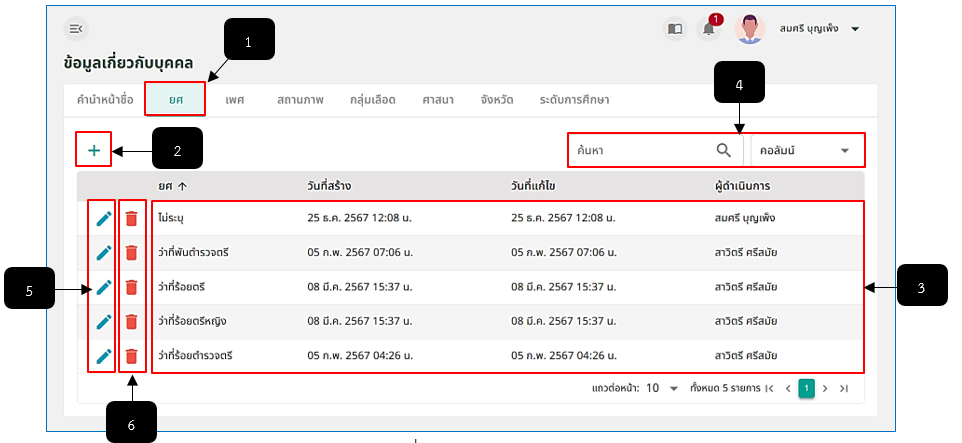 1
สมศรี บุญเพ็ง
1
ข้อมูลเกี่ยวกับบุคคล
4
คำนำหน้าชื่อ ยศ เพศ สถานภาพ กลุ่มเลือด ศาสนา จังหวัด ระดับการศึกษา
2
ค้นหา คอลัมน์
ยศ วันที่สร้าง วันที่แก้ไข ผู้ดำเนินการ
ไม่ระบุ 25 ธ.ค. 2567 12:08 น. 25 ธ.ค. 2567 12:08 น. สมศรี บุญเพ็ง
ว่าที่พันตำรวจตรี 05 ก.พ. 2567 07:06 น. 05 ก.พ. 2567 07:06 น. สาวิตรี ศรีสมัย
5 ว่าที่ร้อยตรี 08 มี.ค. 2567 15:37 น. 08 มี.ค. 2567 15:37 น. สาวิตรี ศรีสมัย 3
ว่าที่ร้อยตรีหญิง 08 มี.ค. 2567 15:37 น. 08 มี.ค. 2567 15:37 น. สาวิตรี ศรีสมัย
ว่าที่ร้อยตำรวจตรี 05 ก.พ. 2567 04:26 น. 05 ก.พ. 2567 04:26 น. สาวิตรี ศรีสมัย
แถวต่อหน้า: 10 ทั้งหมด 5 รายการ 1
6